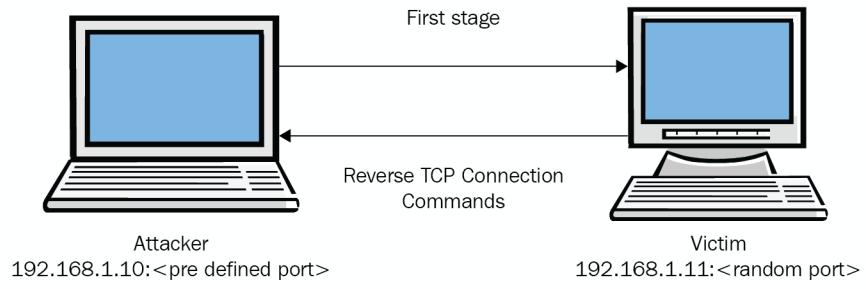 First stage
Reverse TCP Connection
Commands
Attacker
192.168.1.10:<pre defined port>
Victim
192.168.1.11:<random port>